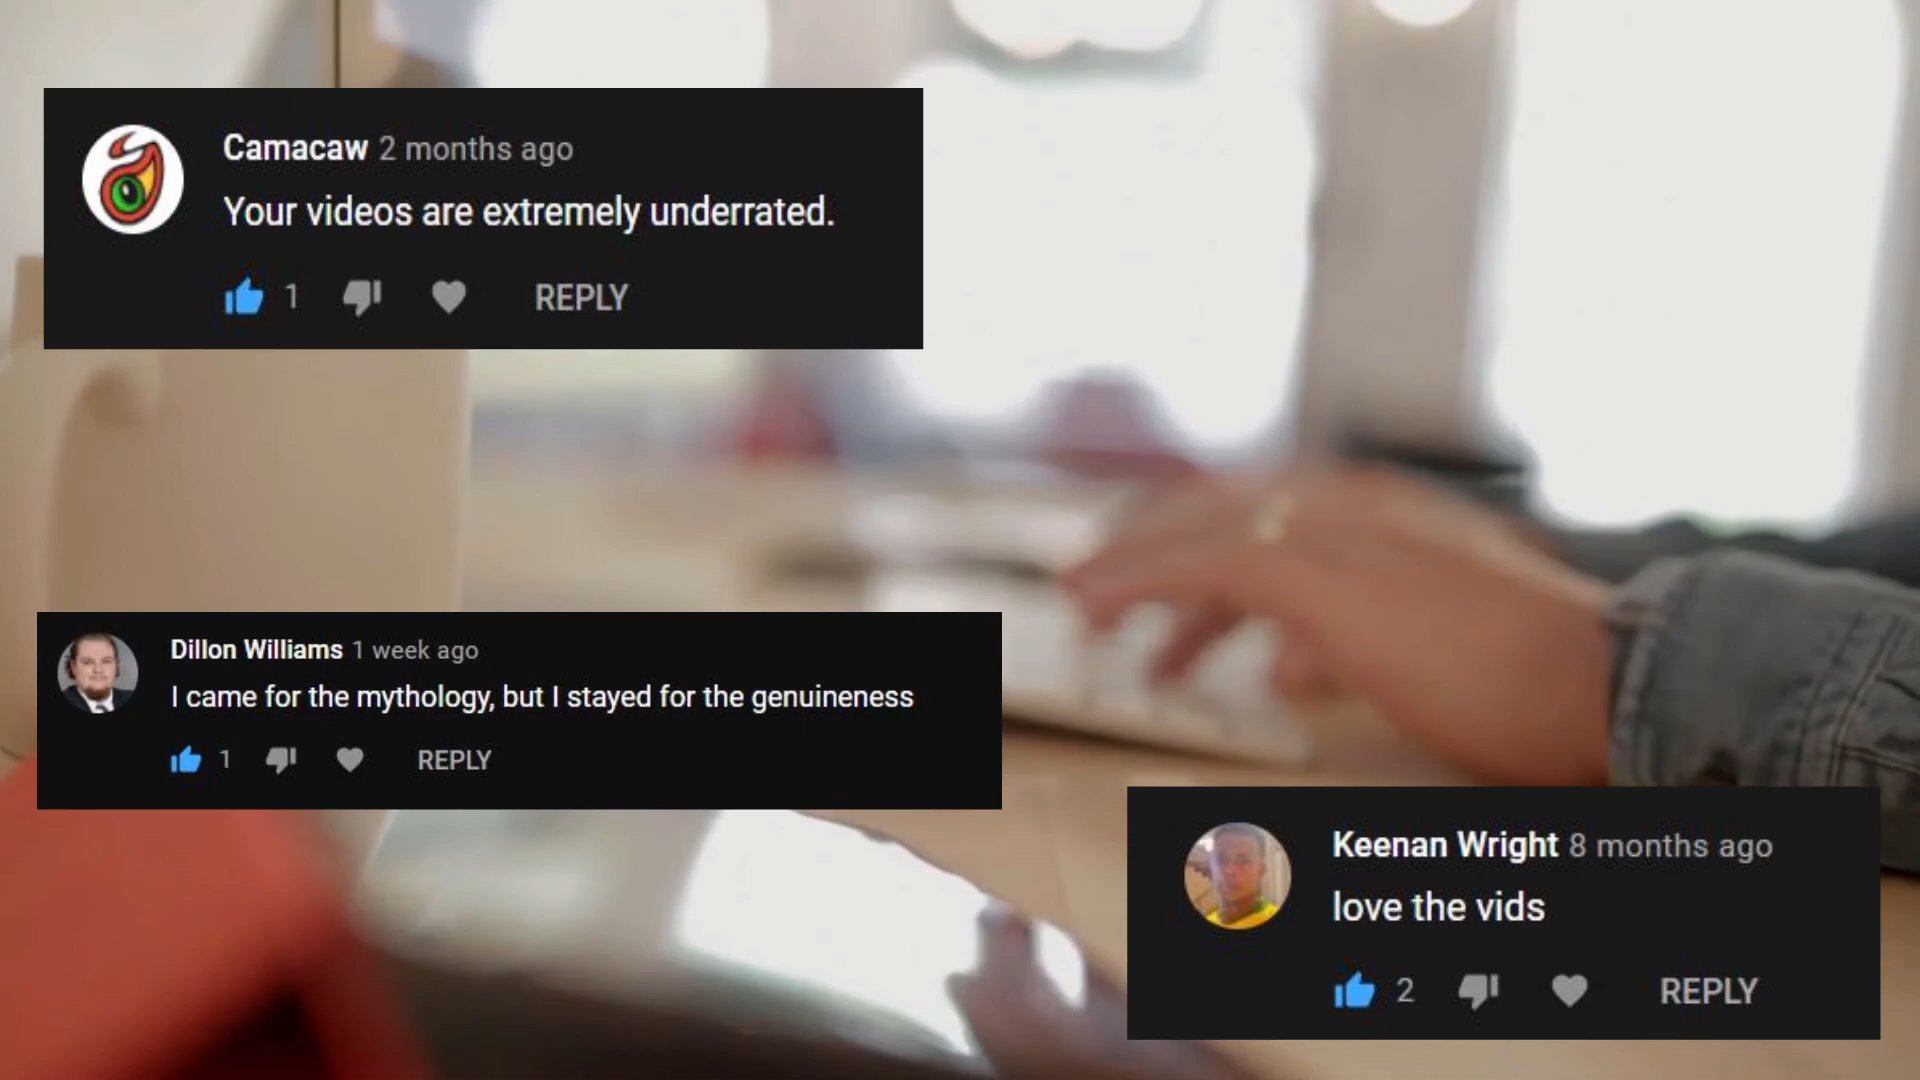 Camacaw 2 months ago
Your videos are extremely underrated.
1 REPLY
Dillon Williams 1 week ago
I came for the mythology, but I stayed for the genuineness
1 REPLY
Keenan Wright 8 months ago
love the vids
2 REPLY